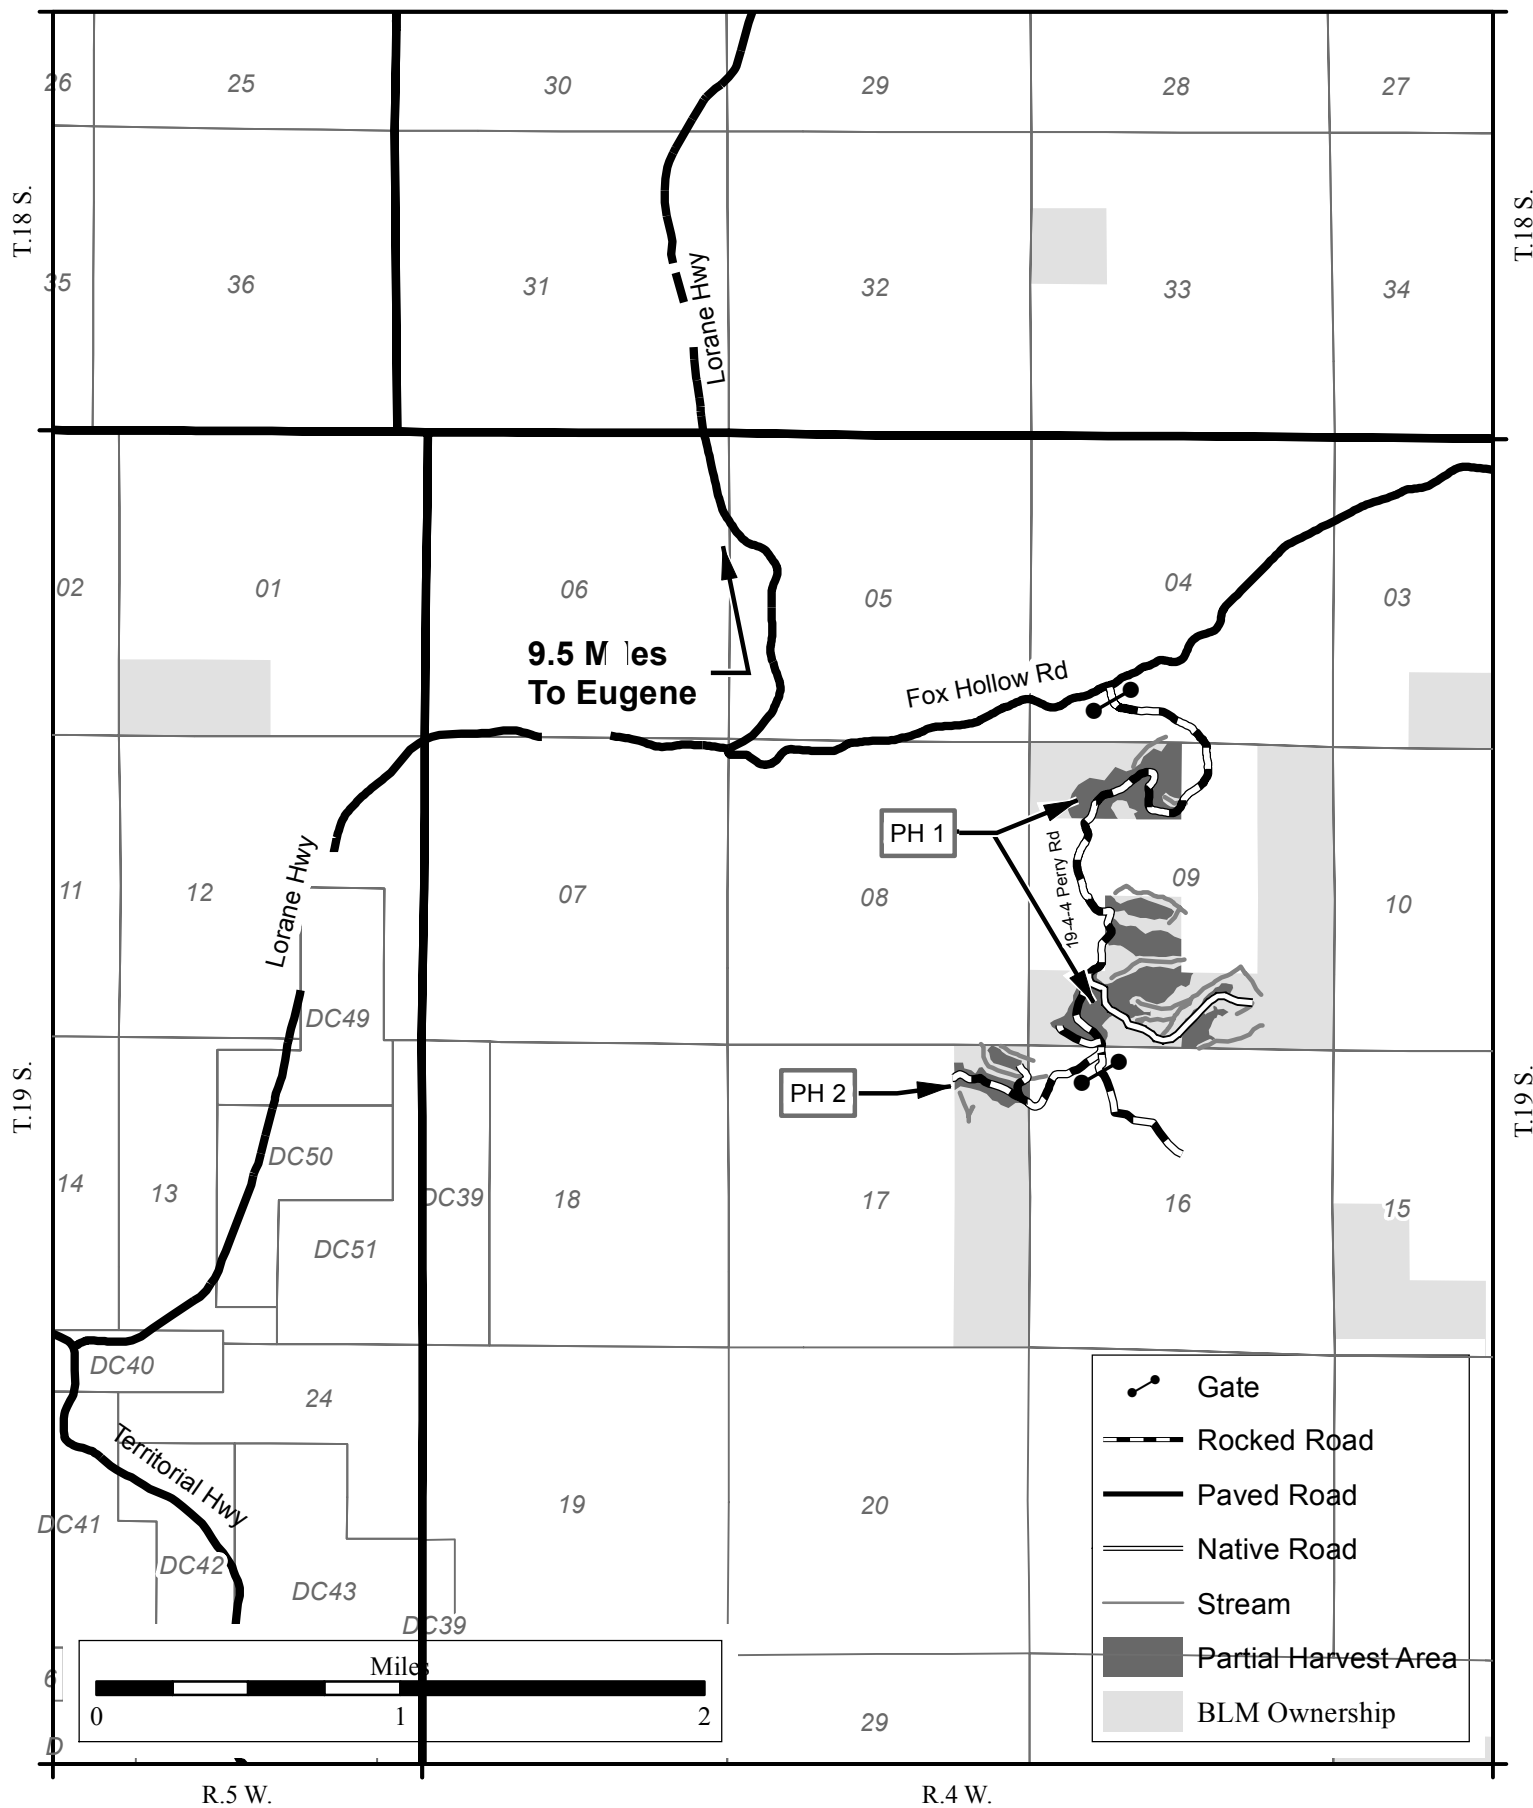 26
25
30
29
28
27
T.18 S.
T.18 S.
35
36
31
Lorane Hwy
32
33
34
02
01
06
05
04
03
9.5 M les
To Eugene
Fox Hollow Rd
PH 1
19-4-4 Perry Rd
11
12
Lorane Hwy
07
08
09
10
DC49
T.19 S.
T.19 S.
PH 2
14
13
DC50
DC39
18
17
16
15
DC51
DC40
24
Territorial Hwy
19
20
DC41
DC42
DC43
DC39
6
D
29
Gate
Rocked Road
Paved Road
Native Road
Stream
Partial Harvest Area
BLM Ownership
Miles
0 1 2
R.5 W.
R.4 W.